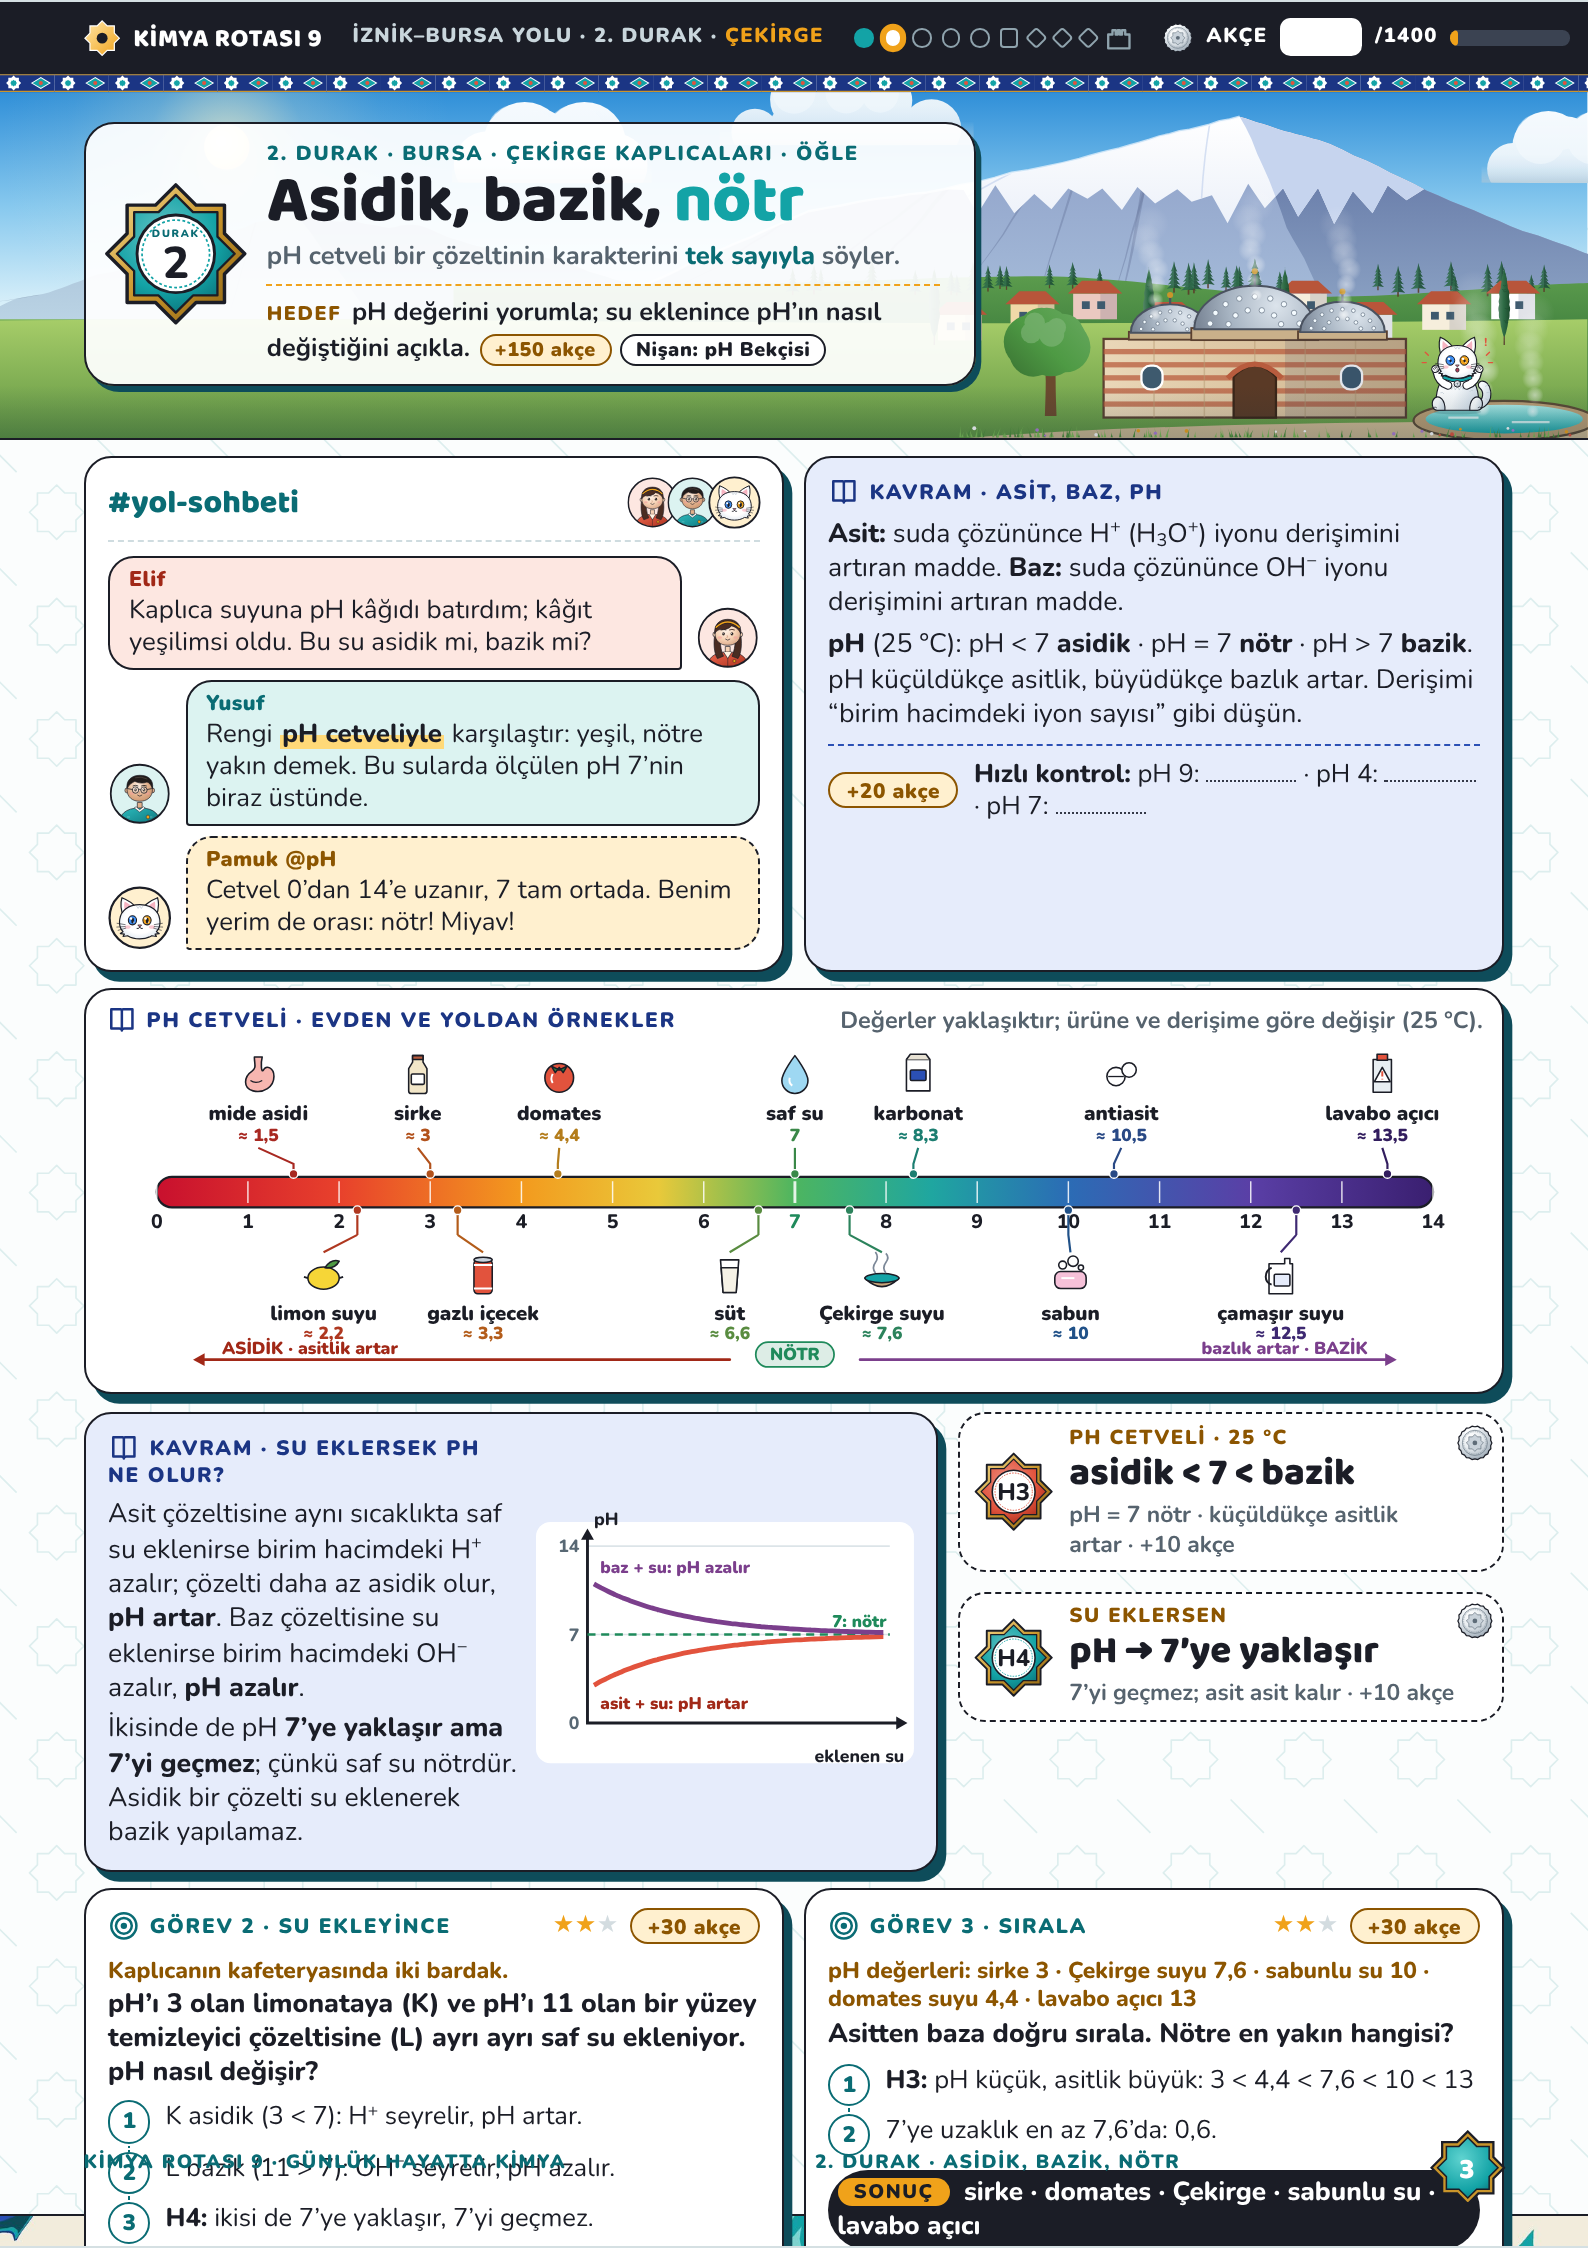 KİMYA ROTASI 9
İZNİK–BURSA YOLU · 2. DURAK · ÇEKİRGE
AKÇE /1400
2. DURAK · BURSA · ÇEKİRGE KAPLICALARI · ÖĞLE
DURAK
2
Asidik, bazik, nötr
pH cetveli bir çözeltinin karakterini tek sayıyla söyler.
HEDEF pH değerini yorumla; su eklenince pH’ın nasıl
değiştiğini açıkla. +150 akçe Nişan: pH Bekçisi
#yol-sohbeti
Elif
Kaplıca suyuna pH kâğıdı batırdım; kâğıt
yeşilimsi oldu. Bu su asidik mi, bazik mi?
Yusuf
Rengi pH cetveliyle karşılaştır: yeşil, nötre
yakın demek. Bu sularda ölçülen pH 7’nin
biraz üstünde.
Pamuk @pH
Cetvel 0’dan 14’e uzanır, 7 tam ortada. Benim
yerim de orası: nötr! Miyav!
KAVRAM · ASİT, BAZ, PH
Asit: suda çözününce H⁺ (H₃O⁺) iyonu derişimini
artıran madde. Baz: suda çözününce OH⁻ iyonu
derişimini artıran madde.
pH (25 °C): pH < 7 asidik · pH = 7 nötr · pH > 7 bazik.
pH küçüldükçe asitlik, büyüdükçe bazlık artar. Derişimi
“birim hacimdeki iyon sayısı” gibi düşün.
+20 akçe
Hızlı kontrol: pH 9: · pH 4:
· pH 7:
PH CETVELİ · EVDEN VE YOLDAN ÖRNEKLER
Değerler yaklaşıktır; ürüne ve derişime göre değişir (25 °C).
mide asidi sirke domates saf su karbonat antiasit lavabo açıcı
≈ 1,5 ≈ 3 ≈ 4,4 7 ≈ 8,3 ≈ 10,5 ≈ 13,5
0 1 2 3 4 5 6 7 8 9 10 11 12 13 14
limon suyu gazlı içecek süt Çekirge suyu sabun çamaşır suyu
≈ 2,2 ≈ 3,3 ≈ 6,6 ≈ 7,6 ≈ 10 ≈ 12,5
ASİDİK · asitlik artar NÖTR bazlık artar · BAZİK
KAVRAM · SU EKLERSEK PH
NE OLUR?
Asit çözeltisine aynı sıcaklıkta saf
su eklenirse birim hacimdeki H⁺
azalır; çözelti daha az asidik olur,
pH artar. Baz çözeltisine su
eklenirse birim hacimdeki OH⁻
azalır, pH azalır.
İkisinde de pH 7’ye yaklaşır ama
7’yi geçmez; çünkü saf su nötrdür.
Asidik bir çözelti su eklenerek
bazik yapılamaz.
pH
14
baz + su: pH azalır
7: nötr
7
asit + su: pH artar
0
eklenen su
H3
PH CETVELİ · 25 °C
asidik < 7 < bazik
pH = 7 nötr · küçüldükçe asitlik
artar · +10 akçe
H4
SU EKLERSEN
pH → 7’ye yaklaşır
7’yi geçmez; asit asit kalır · +10 akçe
GÖREV 2 · SU EKLEYİNCE
+30 akçe
Kaplıcanın kafeteryasında iki bardak.
pH’ı 3 olan limonataya (K) ve pH’ı 11 olan bir yüzey
temizleyici çözeltisine (L) ayrı ayrı saf su ekleniyor.
pH nasıl değişir?
1 K asidik (3 < 7): H⁺ seyrelir, pH artar.
2 L bazik (11 > 7): OH⁻ seyrelir, pH azalır.
3 H4: ikisi de 7’ye yaklaşır, 7’yi geçmez.
GÖREV 3 · SIRALA
+30 akçe
pH değerleri: sirke 3 · Çekirge suyu 7,6 · sabunlu su 10 ·
domates suyu 4,4 · lavabo açıcı 13
Asitten baza doğru sırala. Nötre en yakın hangisi?
1 H3: pH küçük, asitlik büyük: 3 < 4,4 < 7,6 < 10 < 13
2 7’ye uzaklık en az 7,6’da: 0,6.
SONUÇ sirke · domates · Çekirge · sabunlu su ·
lavabo açıcı
KİMYA ROTASI 9 · GÜNLÜK HAYATTA KİMYA
2. DURAK · ASİDİK, BAZİK, NÖTR
3